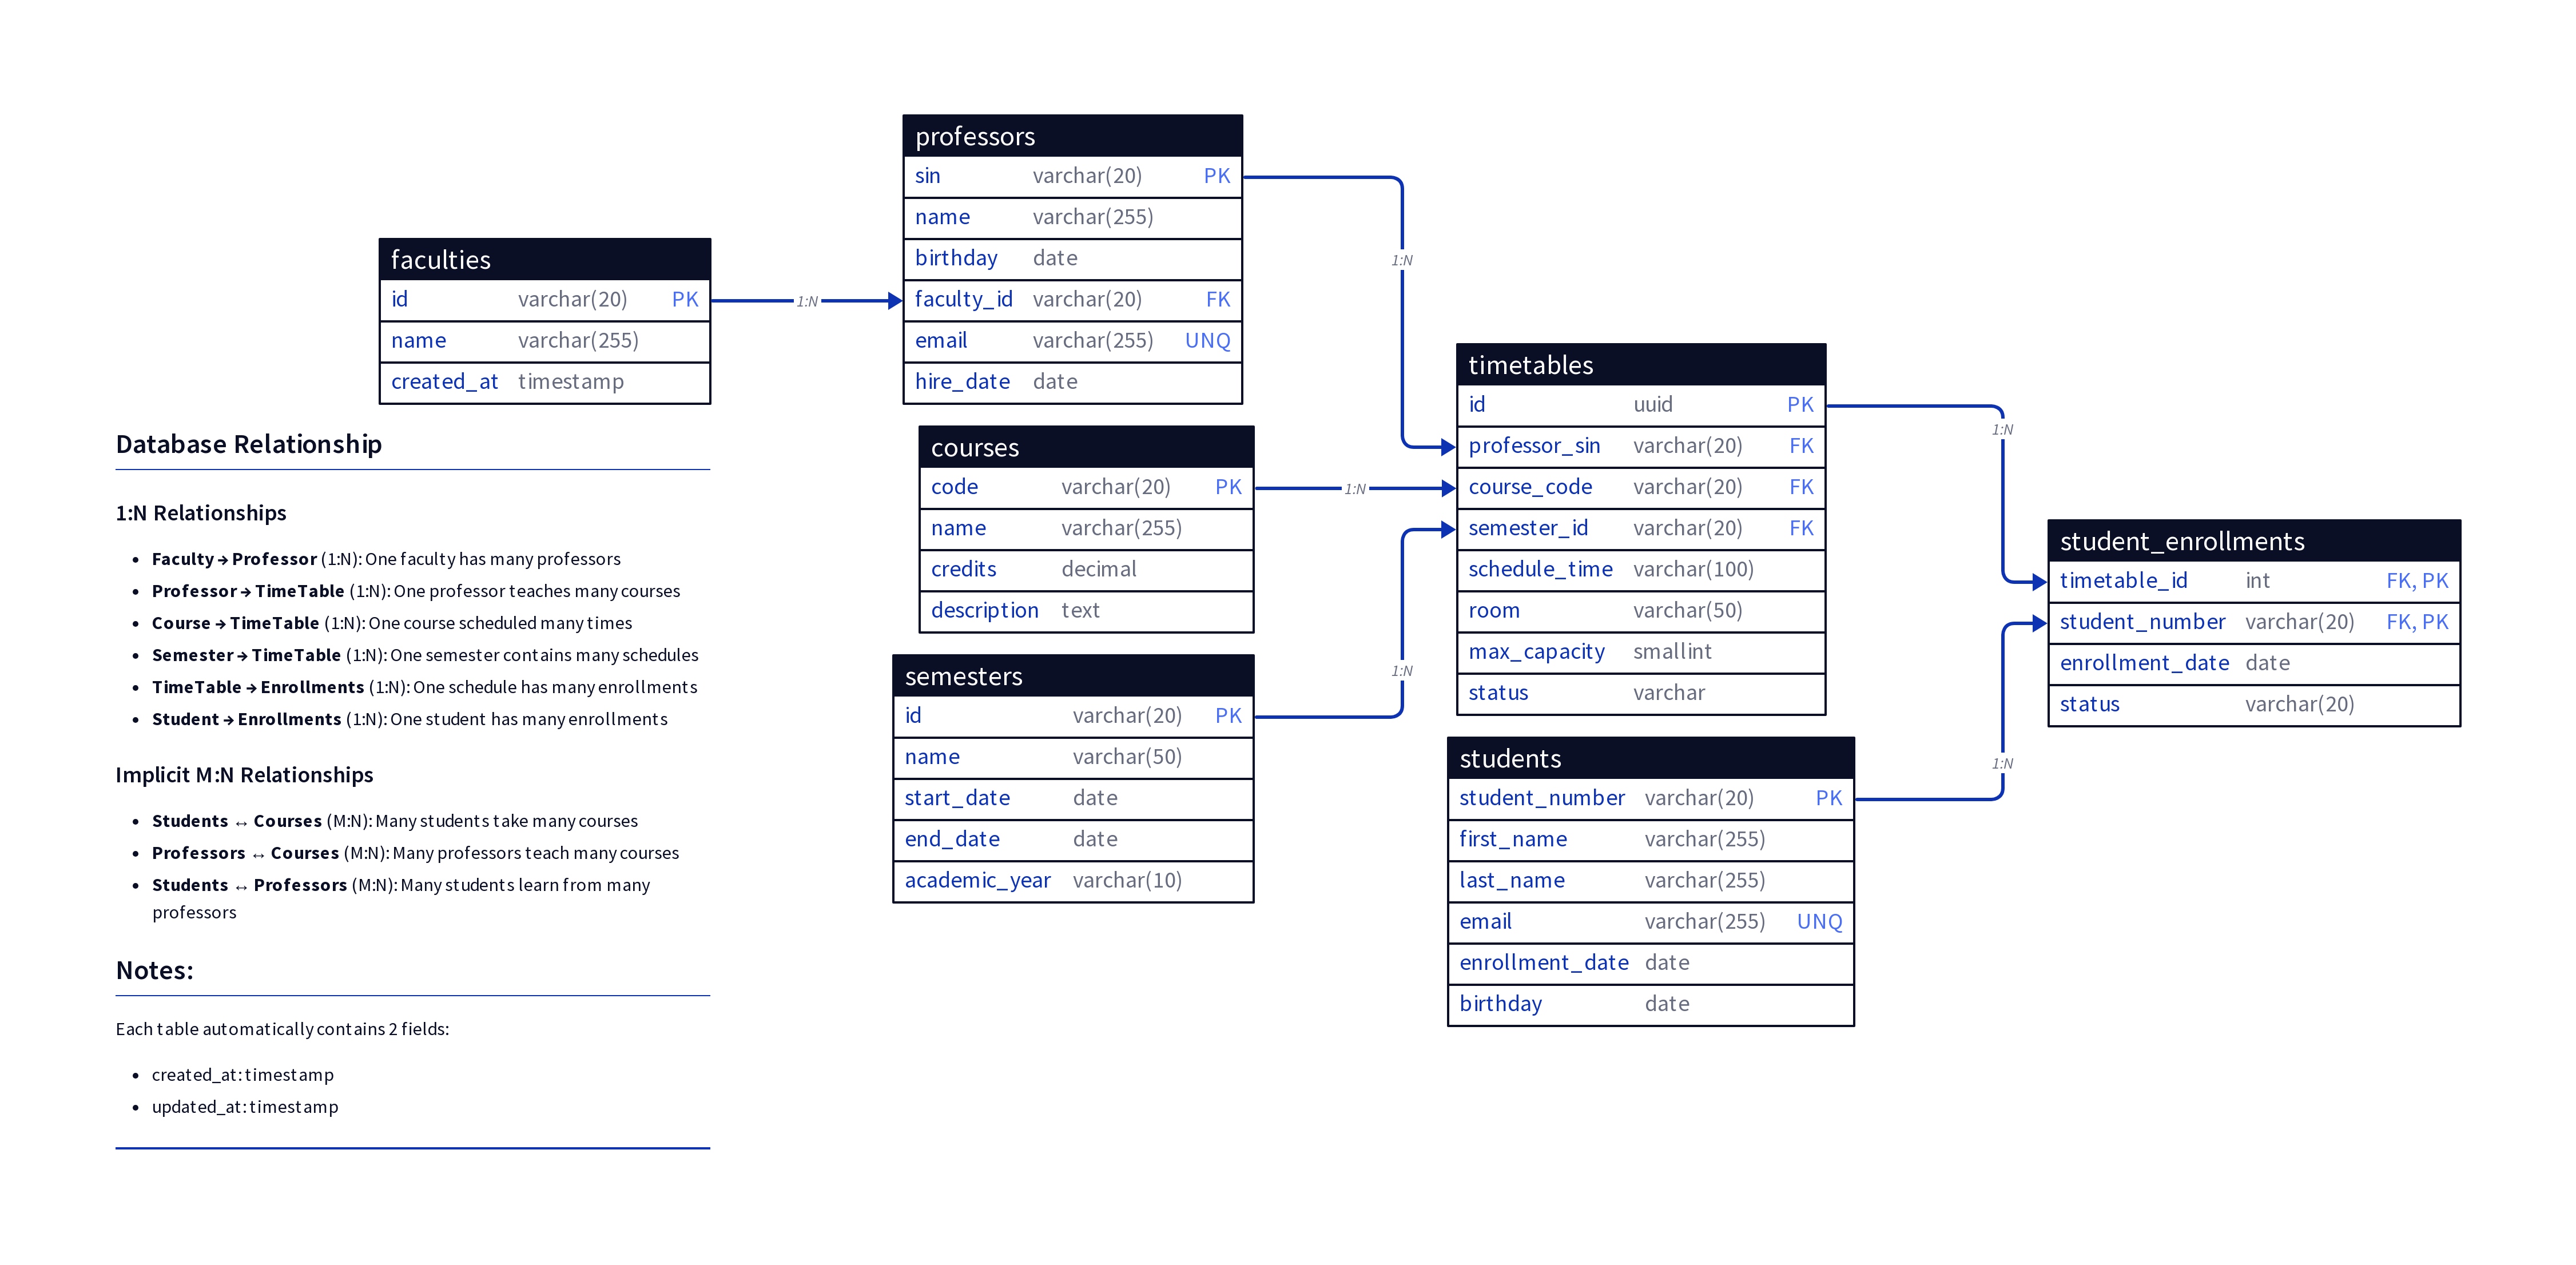 professors
sin varchar(20) PK
name varchar(255)
birthday date
faculty_id varchar(20) FK
email varchar(255) UNQ
hire_date date
faculties
id varchar(20) PK
name varchar(255)
created_at timestamp
1:N
1:N
courses
code varchar(20) PK
name varchar(255)
credits decimal
description text
1:N
semesters
id varchar(20) PK
name varchar(50)
start_date date
end_date date
academic_year varchar(10)
1:N
timetables
id uuid PK
professor_sin varchar(20) FK
course_code varchar(20) FK
semester_id varchar(20) FK
schedule_time varchar(100)
room varchar(50)
max_capacity smallint
status varchar
1:N
students
student_number varchar(20) PK
first_name varchar(255)
last_name varchar(255)
email varchar(255) UNQ
enrollment_date date
birthday date
1:N
student_enrollments
timetable_id int FK, PK
student_number varchar(20) FK, PK
enrollment_date date
status varchar(20)
Database Relationship
1:N Relationships
• Faculty → Professor (1:N): One faculty has many professors
• Professor → TimeTable (1:N): One professor teaches many courses
• Course → TimeTable (1:N): One course scheduled many times
• Semester → TimeTable (1:N): One semester contains many schedules
• TimeTable → Enrollments (1:N): One schedule has many enrollments
• Student → Enrollments (1:N): One student has many enrollments
Implicit M:N Relationships
• Students ↔ Courses (M:N): Many students take many courses
• Professors ↔ Courses (M:N): Many professors teach many courses
• Students ↔ Professors (M:N): Many students learn from many
professors
Notes:
Each table automatically contains 2 fields:
• created_at: timestamp
• updated_at: timestamp